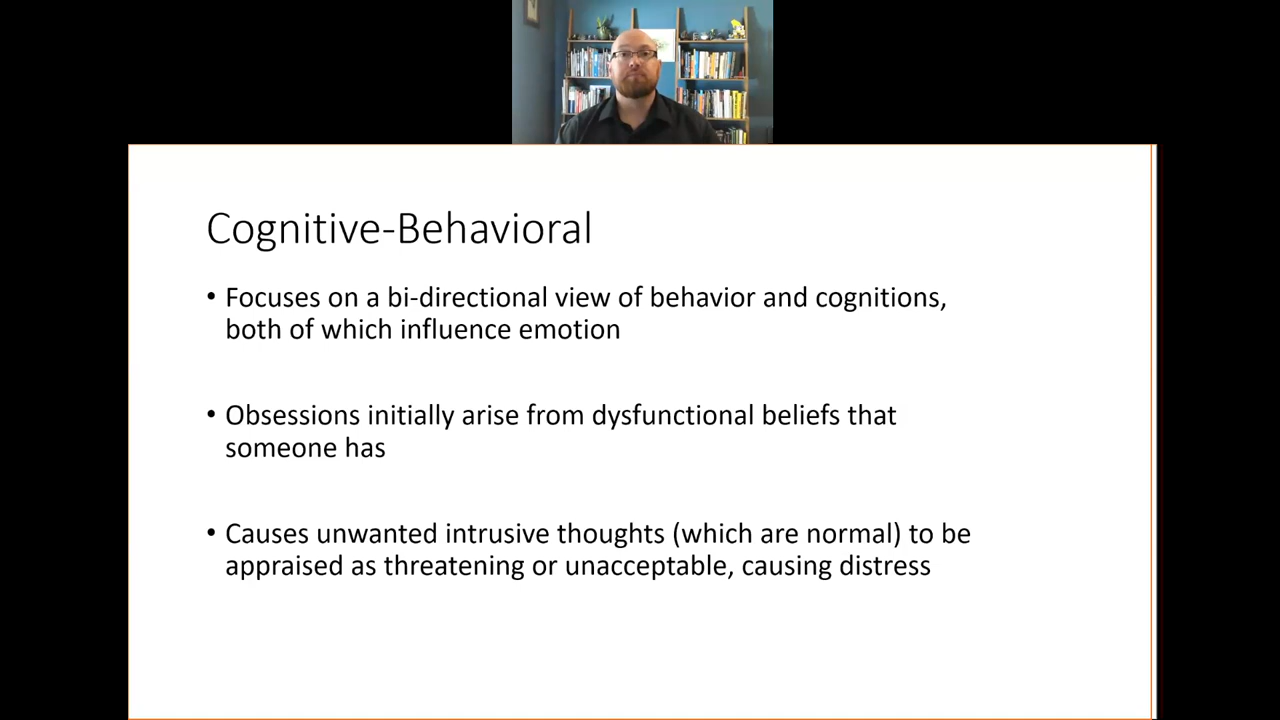 Cognitive-Behavioral
• Focuses on a bi-directional view of behavior and cognitions,
both of which influence emotion
• Obsessions initially arise from dysfunctional beliefs that
someone has
• Causes unwanted intrusive thoughts (which are normal) to be
appraised as threatening or unacceptable, causing distress